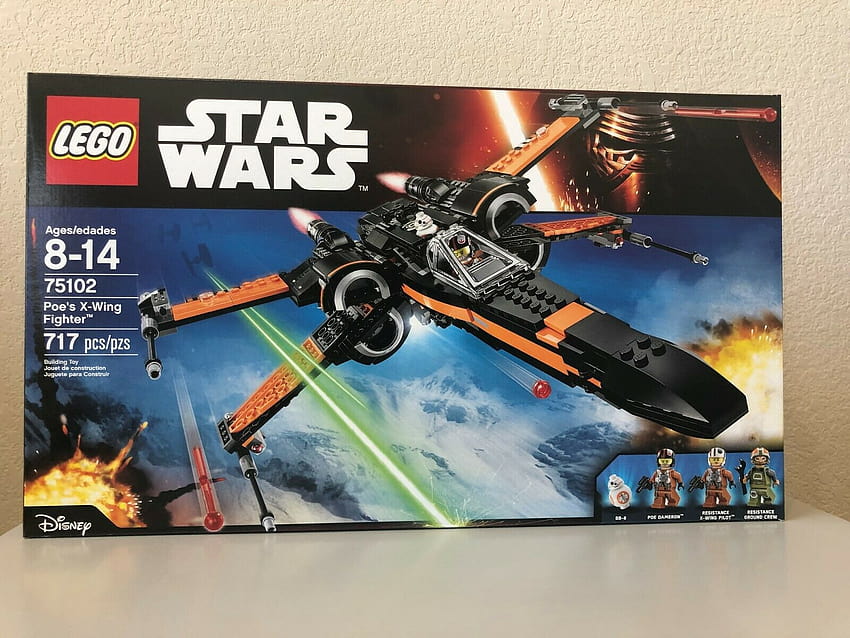 LEGO
STAR
WARS™
Ages/edades
8-14
75102
Poe's X-Wing
Fighter™
717 pcs/pzs
Building Toy
Jouet de construction
Juguete para Construir
Disney
BB-8
POE DAMERON™
RESISTANCE
X-WING PILOT™
RESISTANCE
GROUND CREW